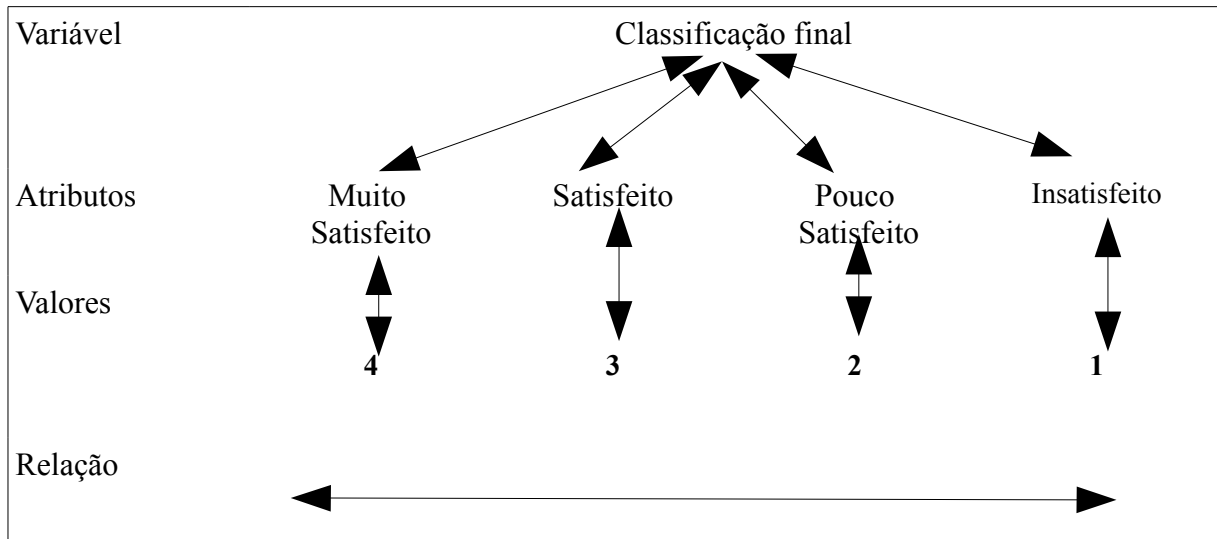 Variável
Classificação final
Atributos
Muito
Satisfeito
Satisfeito
Pouco
Satisfeito
Insatisfeito
Valores
4
3
2
1
Relação